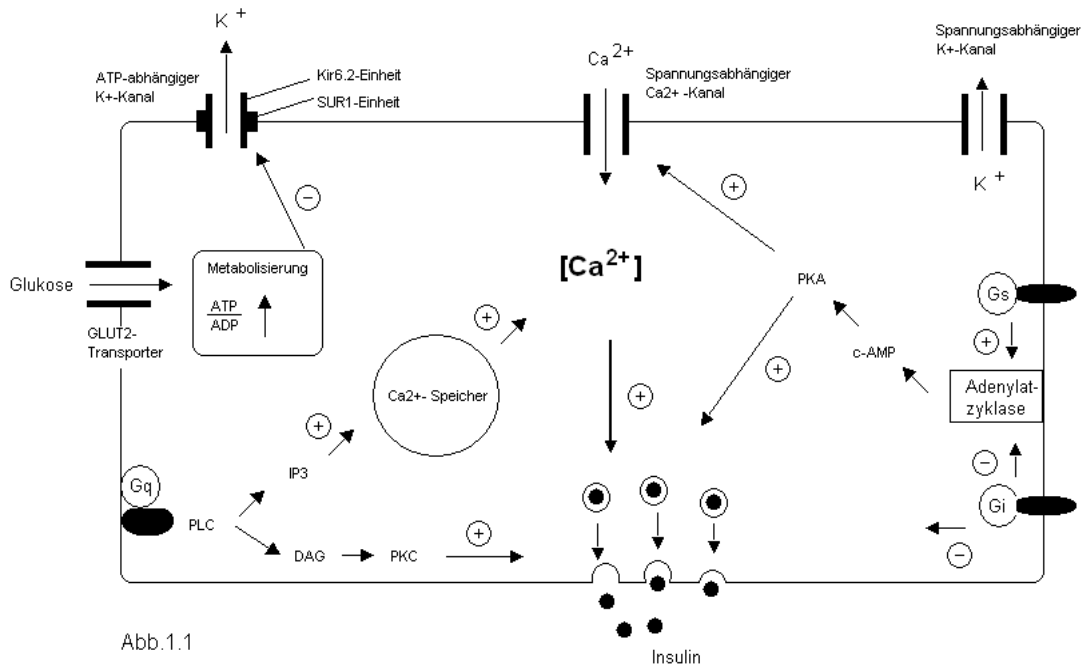 K+
ATP-abhängiger
K+-Kanal
Kir6.2-Einheit
SUR1-Einheit
Ca2+
Spannungsabhängiger
Ca2+ -Kanal
Spannungsabhängiger
K+-Kanal
K+
−
+
Glukose
GLUT2-
Transporter
Metabolisierung
ATP
ADP
[Ca2+]
PKA
Gs
+
+
c-AMP
+
+
Adenylat-
zyklase
Ca2+- Speicher
+
IP3
Gq
PLC
−
Gi
−
DAG
PKC
+
Abb.1.1
Insulin